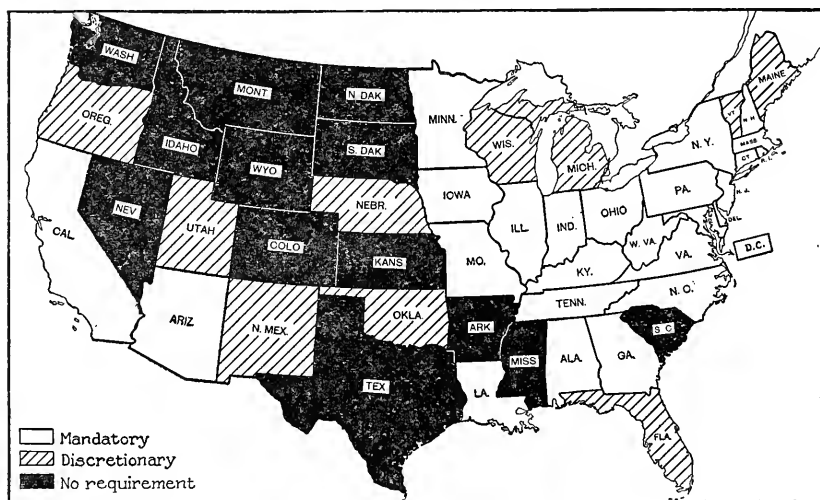 WASH
MONT
N. DAK
MINN.
MAINE
OREG.
IDAHO
S. DAK
WIS.
MICH.
VT.
N.H.
N.Y.
MASS
CT.
R.I.
WYO
NEBR.
IOWA
PA.
N.J.
NEV
UTAH
COLO
ILL.
IND.
OHIO
DEL.
CAL
KANS
MO.
W. VA.
VA.
D.C.
KY.
ARIZ
N. MEX.
OKLA.
ARK
TENN.
N. C.
S C
TEX
MISS
ALA.
GA.
LA.
FLA.
Mandatory
Discretionary
No requirement